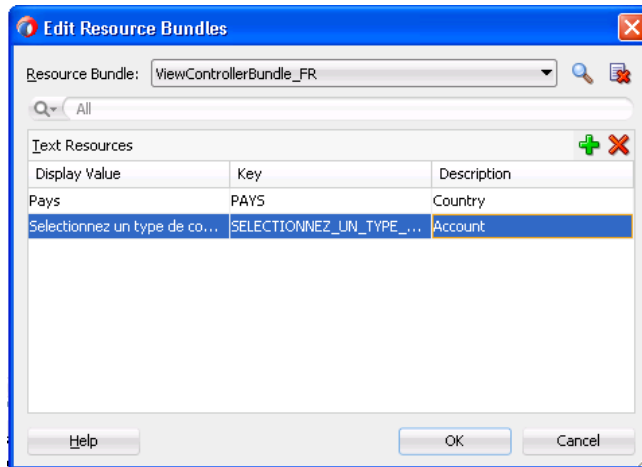 Edit Resource Bundles
Resource Bundle: ViewControllerBundle_FR
All
Text Resources
Display Value Key Description
Pays PAYS Country
Selectionnez un type de co... SELECTIONNEZ_UN_TYPE_... Account
Help OK Cancel